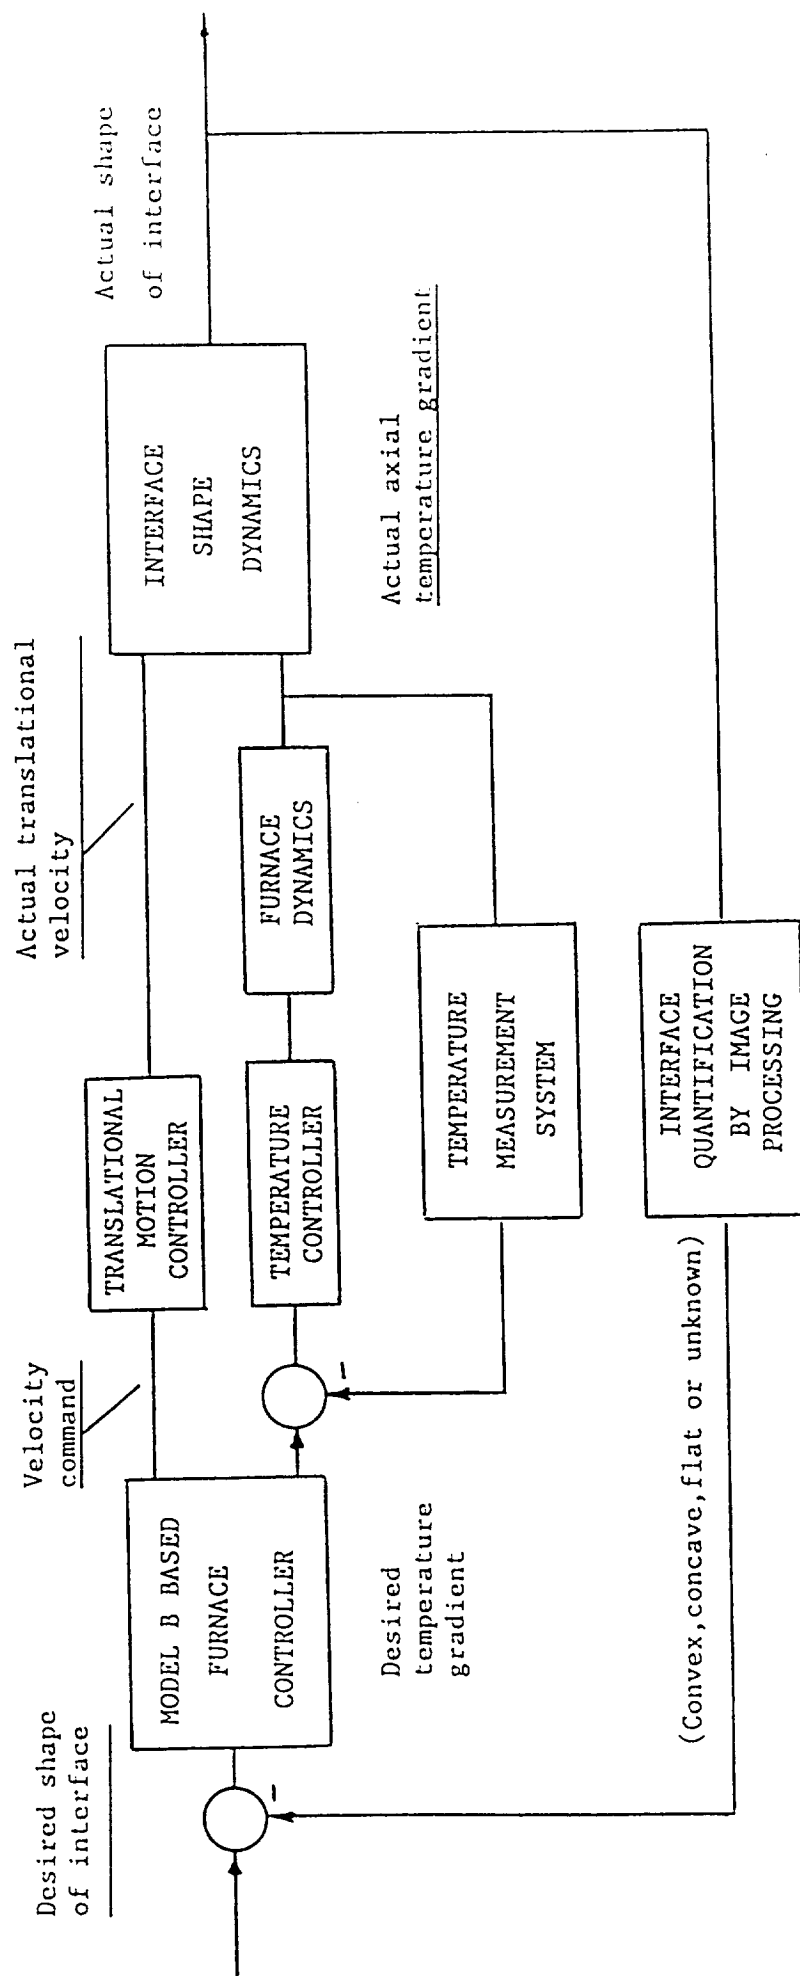 Desired shape
of interface
MODEL B BASED
FURNACE
CONTROLLER
Velocity
command
Desired
temperature
gradient
TRANSLATIONAL
MOTION
CONTROLLER
TEMPERATURE
CONTROLLER
FURNACE
DYNAMICS
Actual translational
velocity
TEMPERATURE
MEASUREMENT
SYSTEM
INTERFACE
SHAPE
DYNAMICS
Actual axial
temperature gradient
Actual shape
of interface
INTERFACE
QUANTIFICATION
BY IMAGE
PROCESSING
(Convex,concave,flat or unknown)